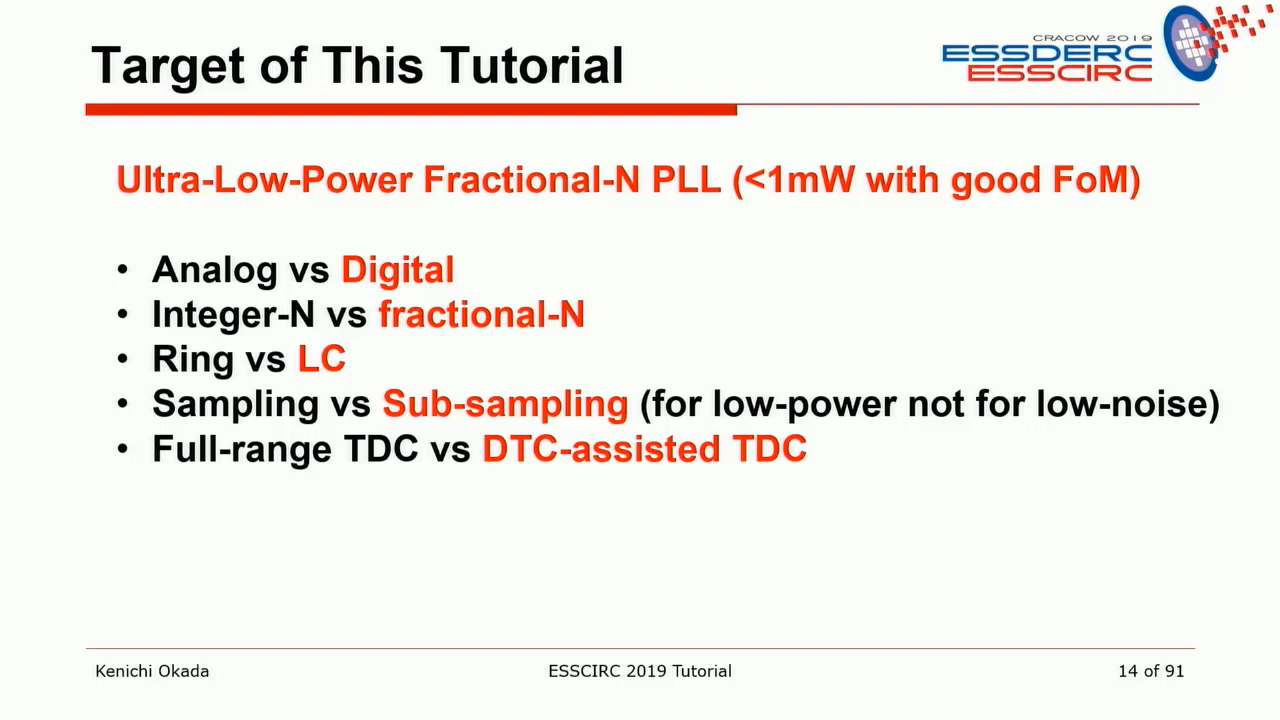 Target of This Tutorial
CRACOW 2019
ESSDERC
ESSCIRC
Ultra-Low-Power Fractional-N PLL (<1mW with good FoM)
• Analog vs Digital
• Integer-N vs fractional-N
• Ring vs LC
• Sampling vs Sub-sampling (for low-power not for low-noise)
• Full-range TDC vs DTC-assisted TDC
Kenichi Okada
ESSCIRC 2019 Tutorial
14 of 91